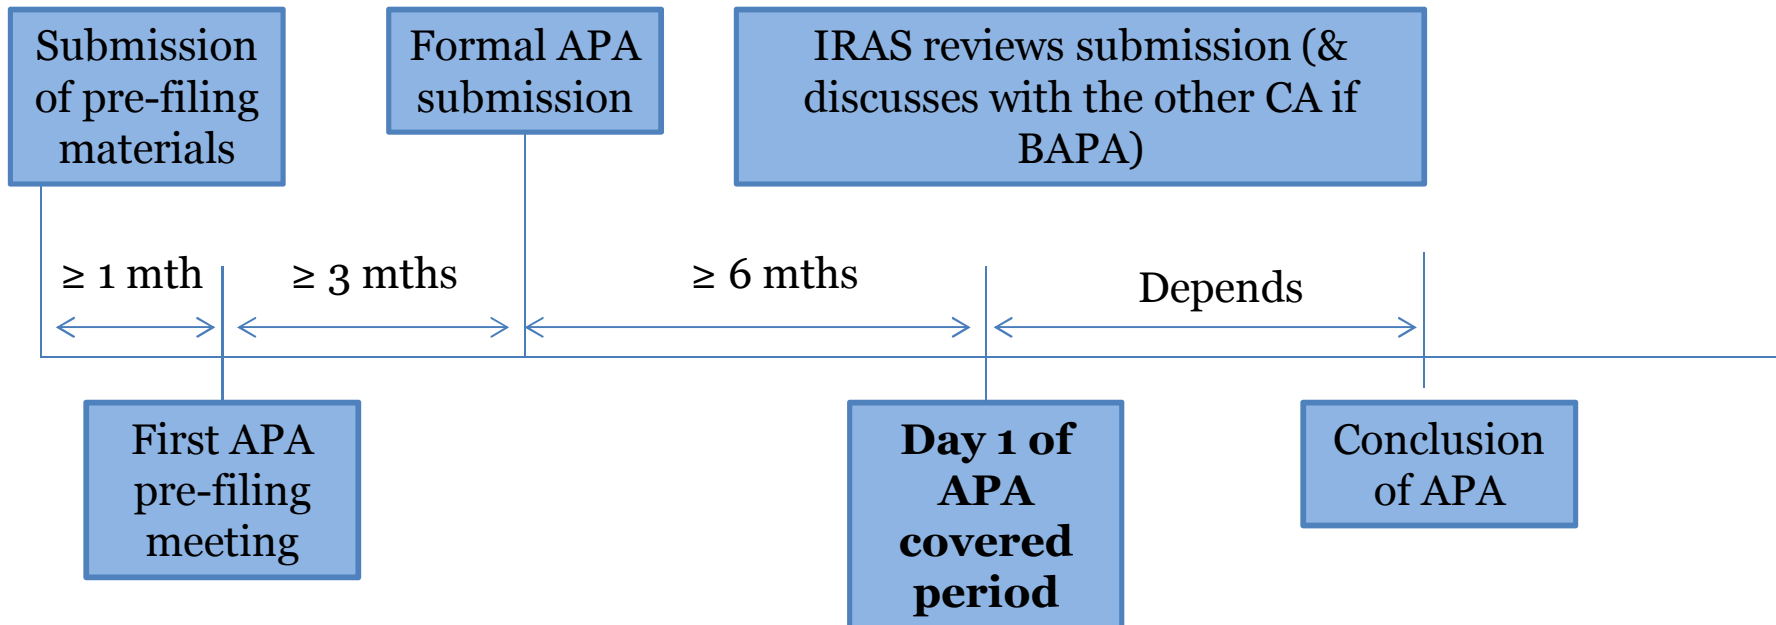 Submission
of pre-filing
materials
Formal APA
submission
IRAS reviews submission (&
discusses with the other CA if
BAPA)
≥ 1 mth
≥ 3 mths
≥ 6 mths
Depends
First APA
pre-filing
meeting
Day 1 of
APA
covered
period
Conclusion
of APA